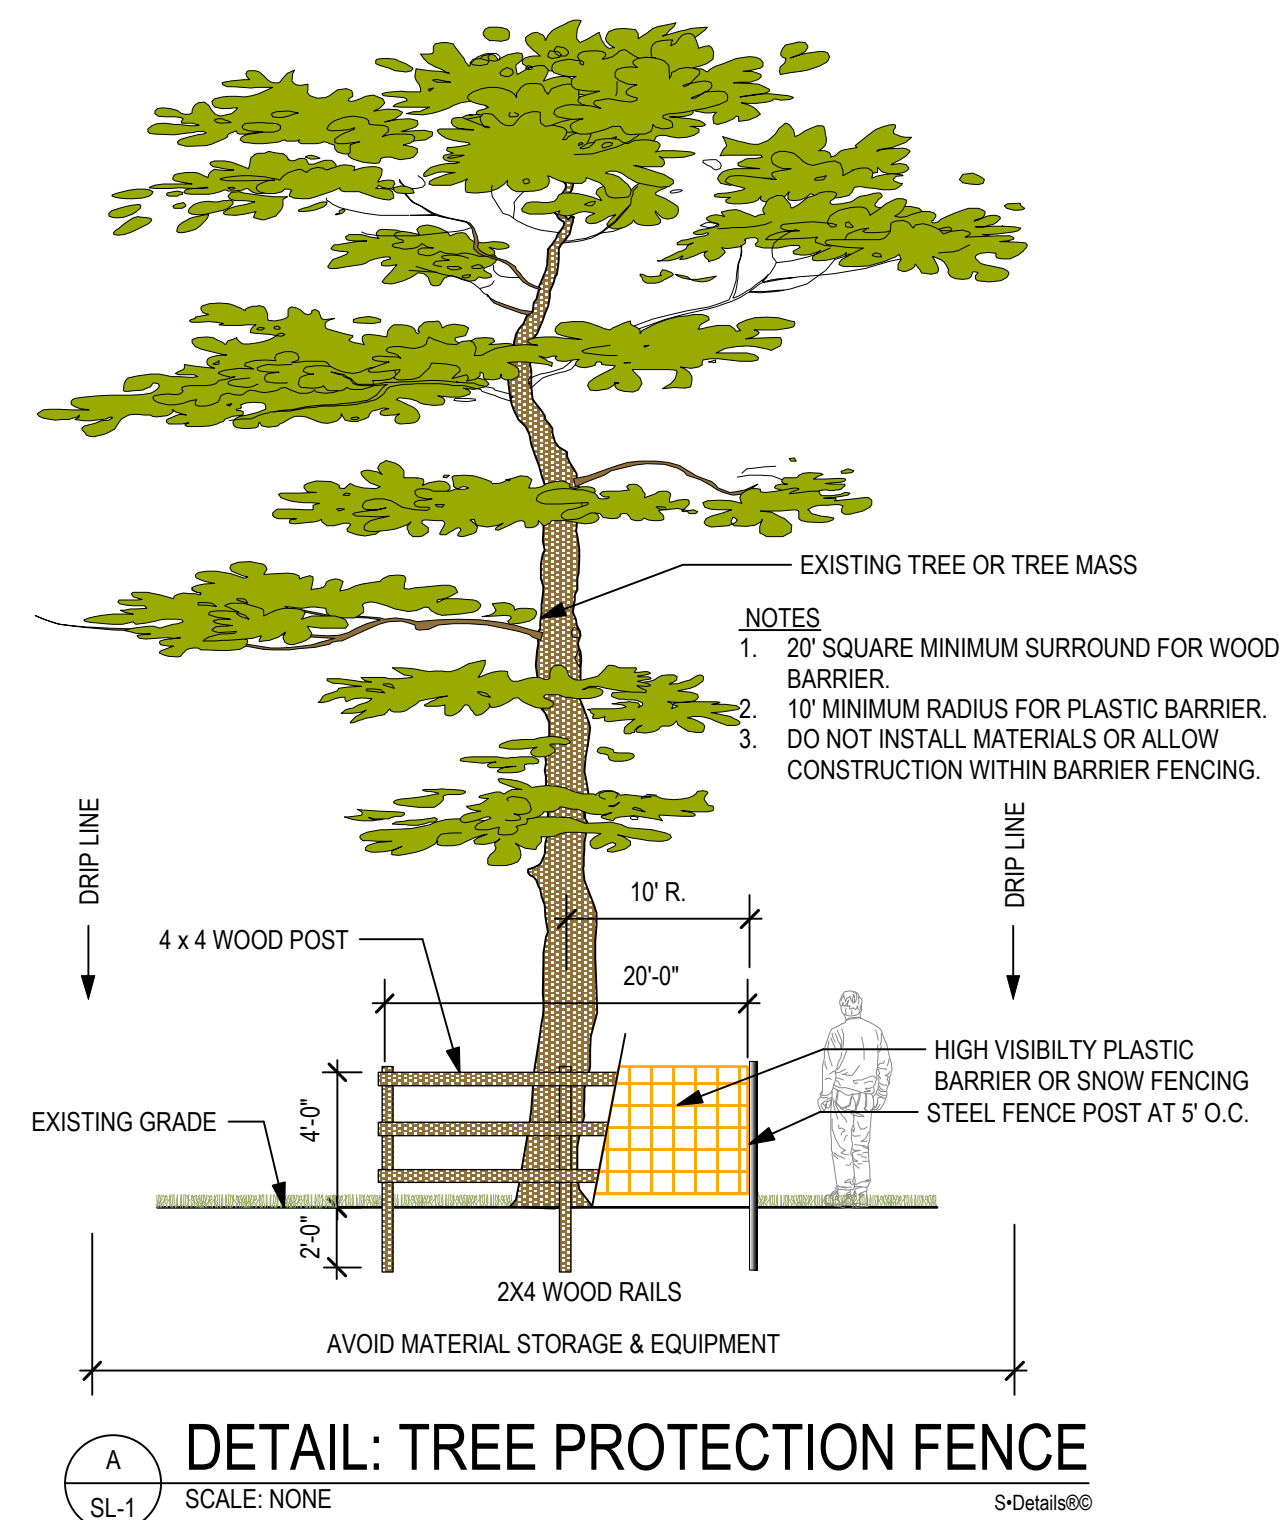 EXISTING TREE OR TREE MASS
NOTES
1. 20' SQUARE MINIMUM SURROUND FOR WOOD
BARRIER.
2. 10' MINIMUM RADIUS FOR PLASTIC BARRIER.
3. DO NOT INSTALL MATERIALS OR ALLOW
CONSTRUCTION WITHIN BARRIER FENCING.
DRIP LINE
DRIP LINE
10' R.
4 x 4 WOOD POST
20'-0"
HIGH VISIBILTY PLASTIC
BARRIER OR SNOW FENCING
STEEL FENCE POST AT 5' O.C.
EXISTING GRADE
4'-0"
2'-0"
2X4 WOOD RAILS
AVOID MATERIAL STORAGE & EQUIPMENT
A
SL-1
DETAIL: TREE PROTECTION FENCE
SCALE: NONE
S•Details®©